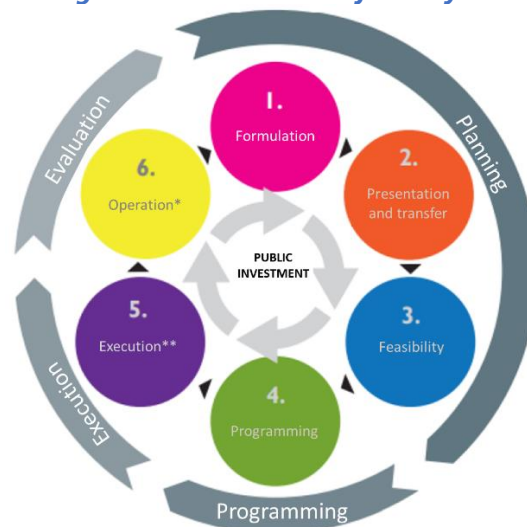 1.
Formulation
2.
Presentation
and transfer
3.
Feasibility
4.
Programming
5.
Execution**
6.
Operation*
PUBLIC
INVESTMENT
Planning
Programming
Execution
Evaluation